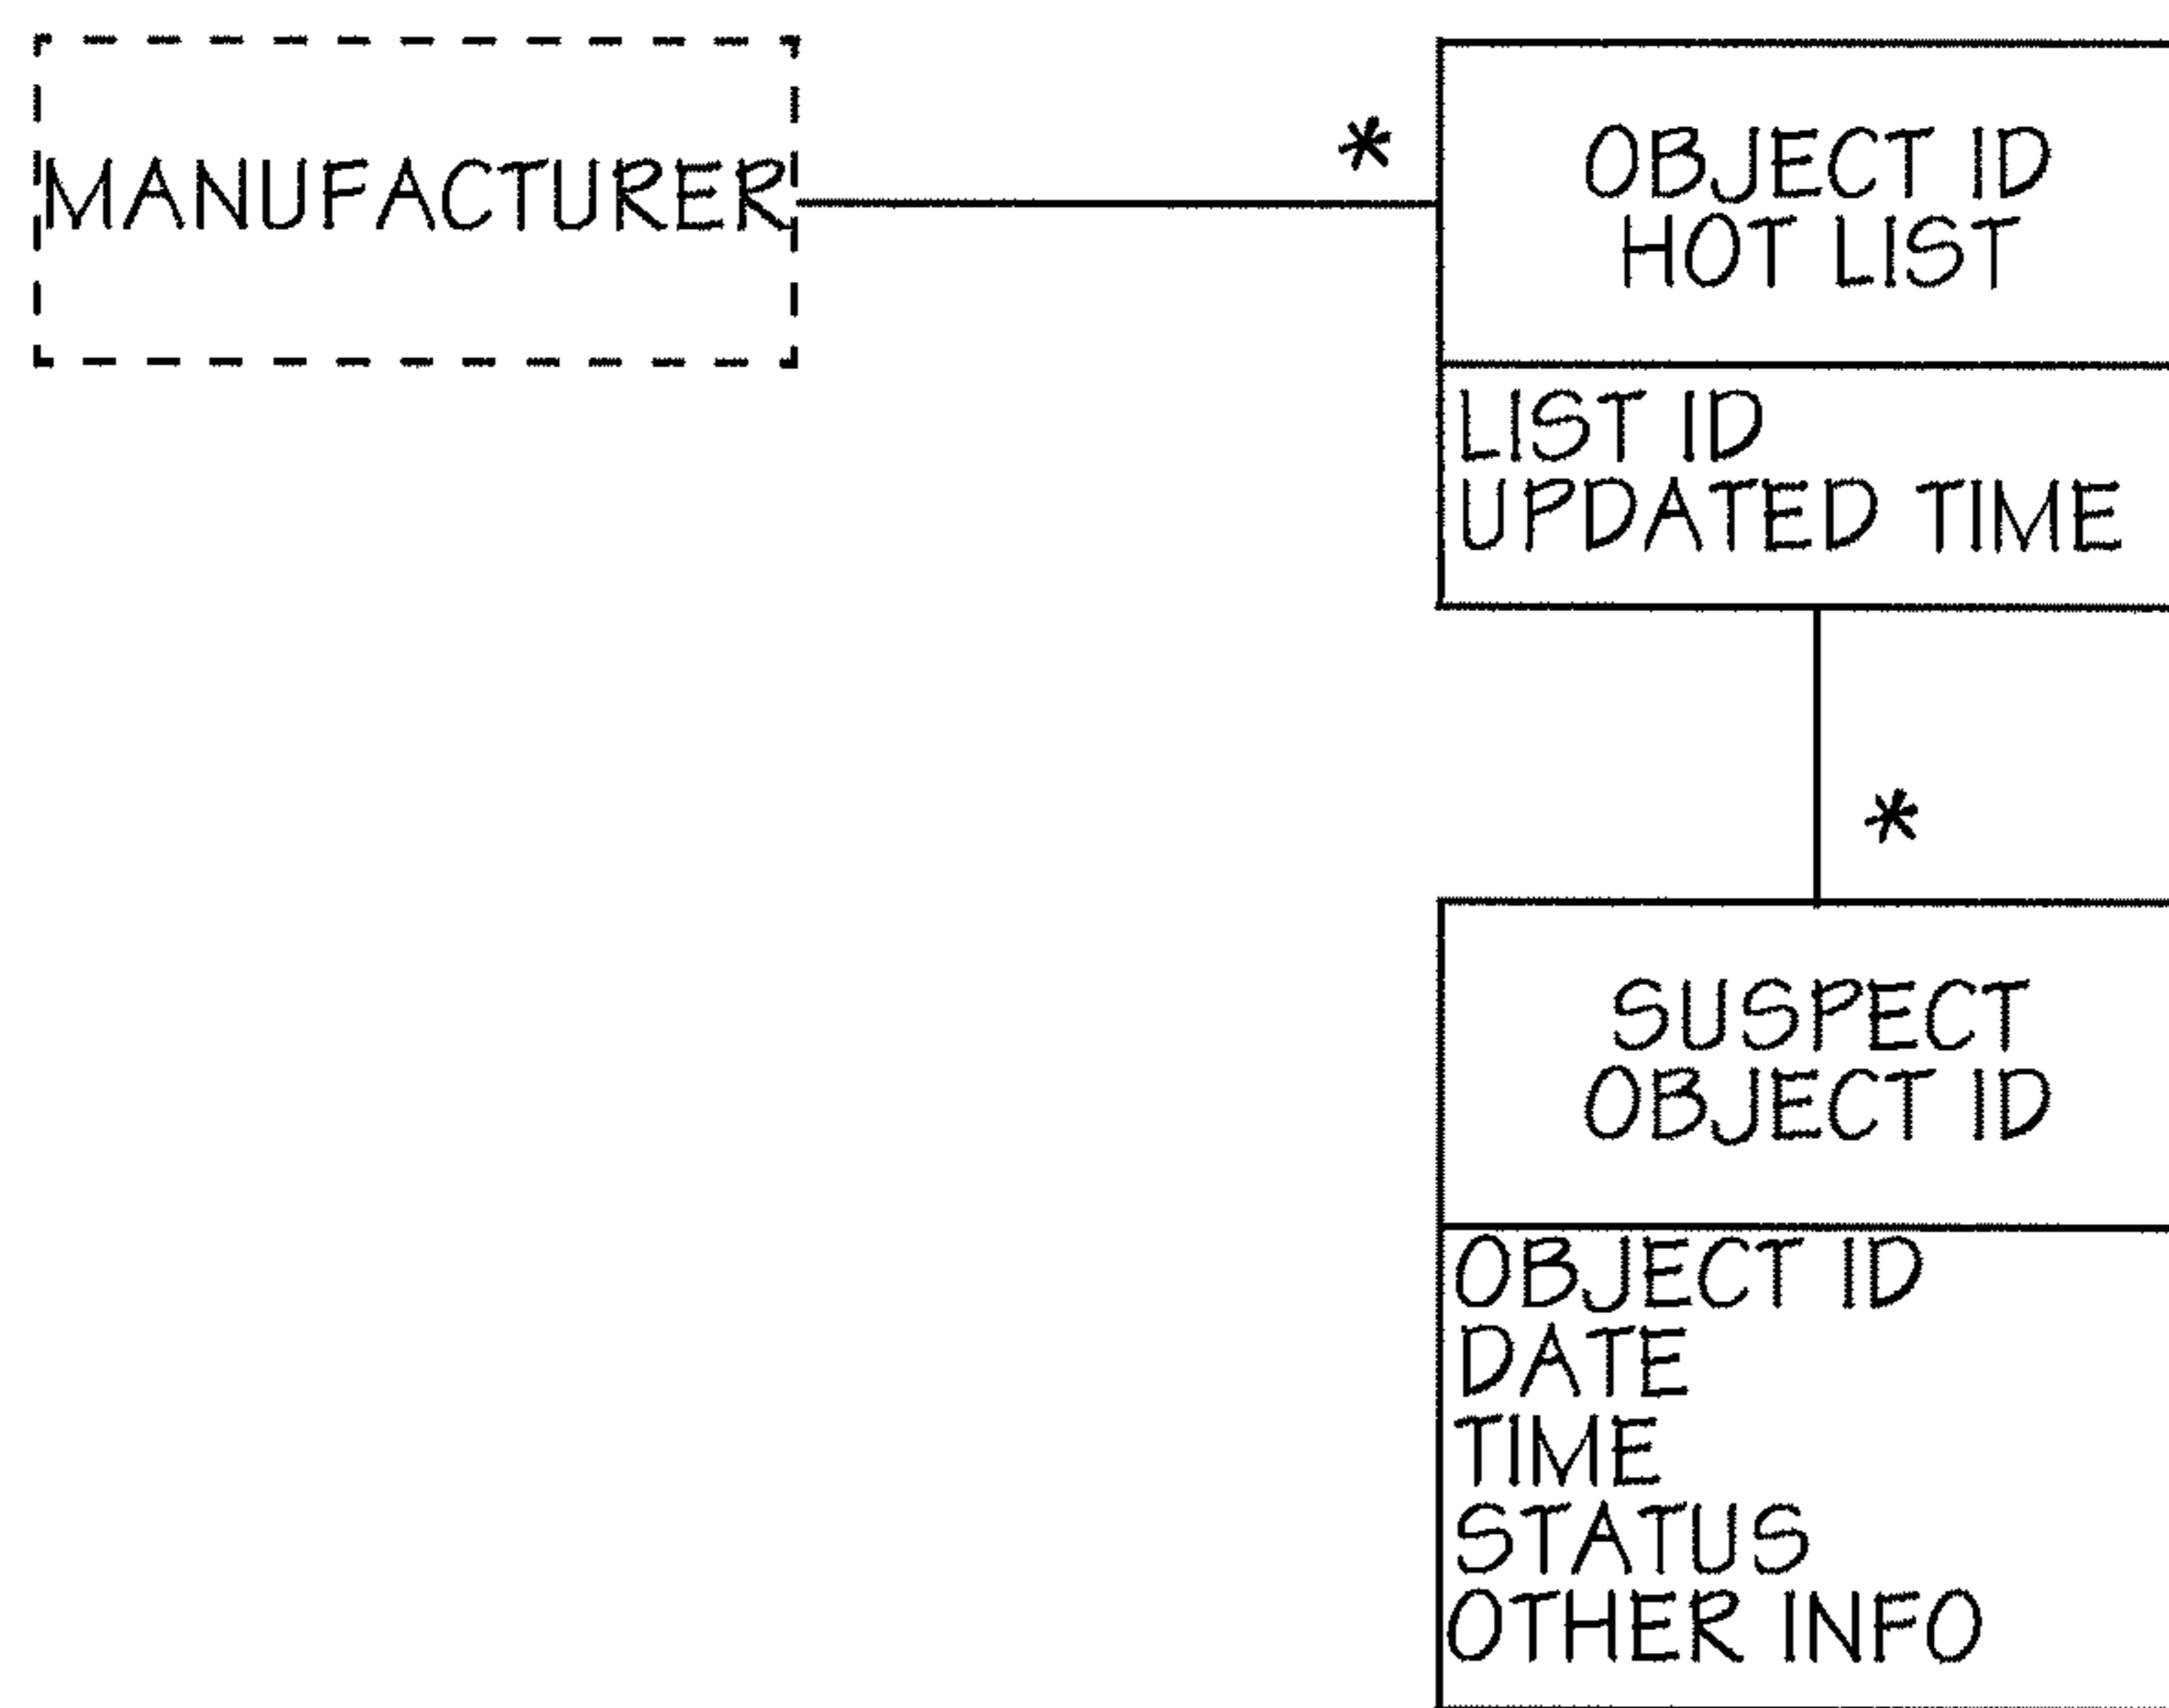 MANUFACTURER
*
OBJECT ID
HOT LIST
LIST ID
UPDATED TIME
*
SUSPECT
OBJECT ID
OBJECT ID
DATE
TIME
STATUS
OTHER INFO